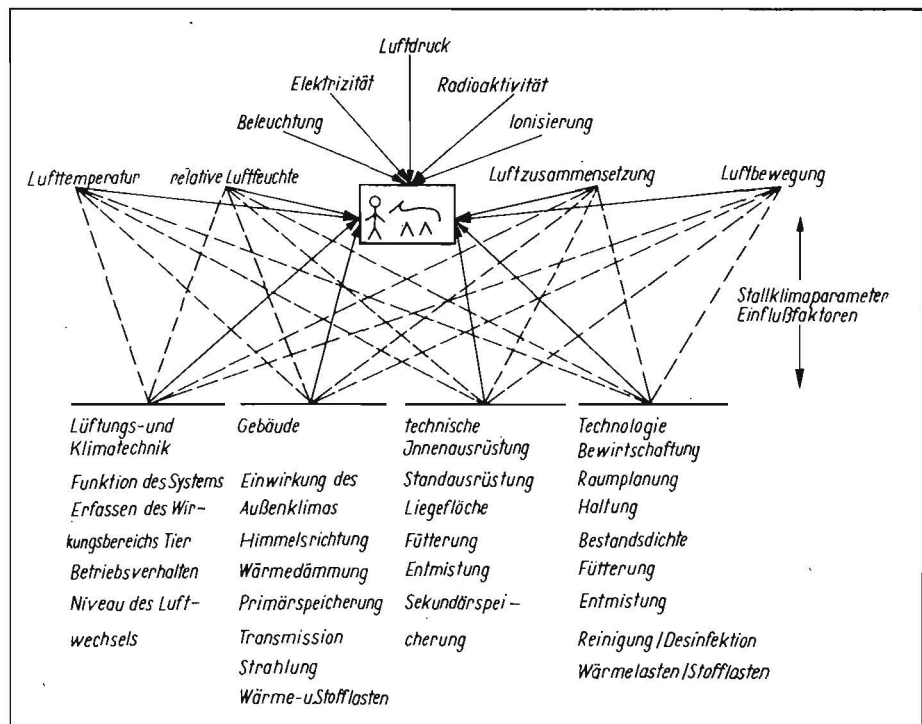 Luftdruck
Elektrizität
Radioaktivität
Beleuchtung
Ionisierung
Lufttemperatur
relative Luftfeuchte
Luftzusammensetzung
Luftbewegung
Stallklimaparameter
Einflußfaktoren
Lüftungs- und
Klimatechnik
Funktion des Systems
Erfassen des Wir-
kungsbereichs Tier
Betriebsverhalten
Niveau des Luft-
wechsels
Gebäude
Einwirkung des
Außenklimas
Himmelsrichtung
Wärmedämmung
Primärspeicherung
Transmission
Strahlung
Wärme-u.Stofflasten
technische
Jnnenausrüstung
Standausrüstung
Liegefläche
Fütterung
Entmistung
Sekundärspei-
cherung
Technologie
Bewirtschaftung
Raumplanung
Haltung
Bestandsdichte
Fütterung
Entmistung
Reinigung/Desinfektion
Wärmelasten/Stofflasten